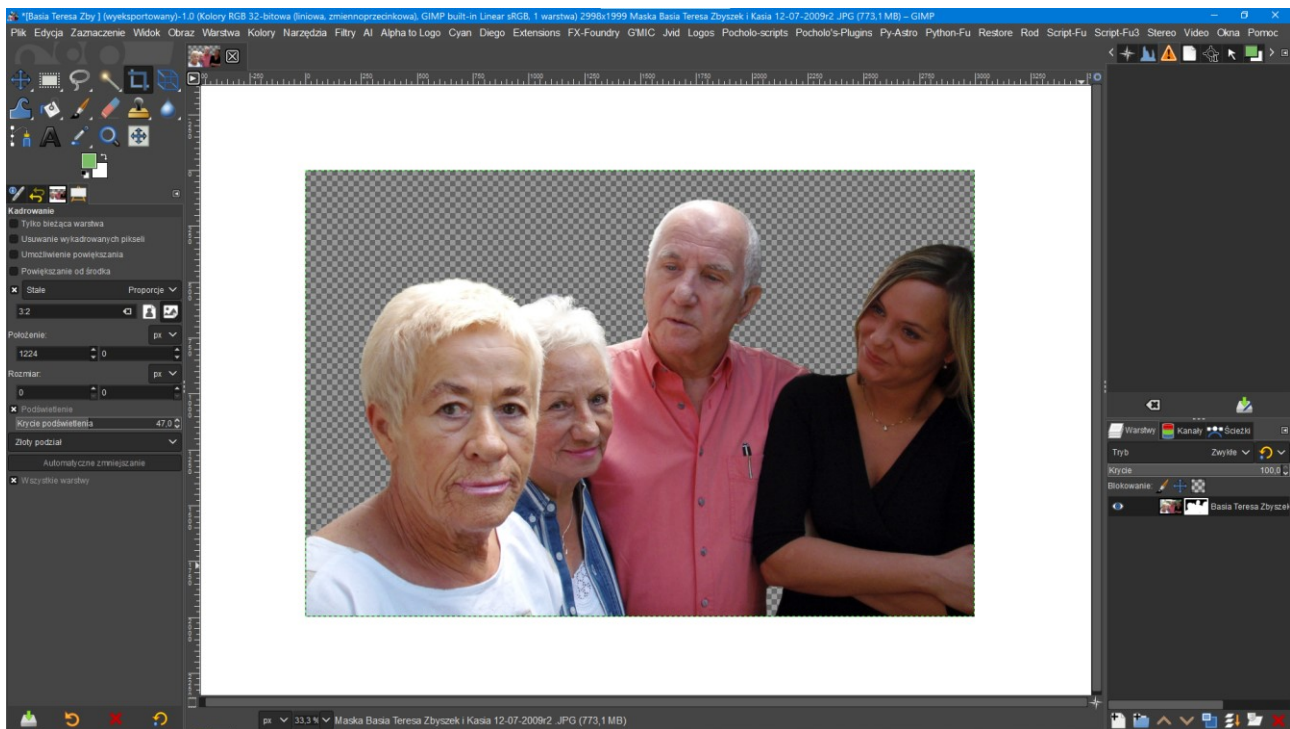 *[Basia Teresa Zby ] (wyeksportowany)-1.0 (Kolory RGB 32-bitowa (liniowa, zmiennoprzecinkowa), GIMP built-in Linear sRGB, 1 warstwa) 2998x1999 Maska Basia Teresa Zbyszek i Kasia 12-07-2009r2 .JPG (773,1 MB) – GIMP
Plik Edycja Zaznaczenie Widok Obraz Warstwa Kolory Narzędzia Filtry AI Alpha to Logo Cyan Diego Extensions FX-Foundry G'MIC Jvid Logos Pocholo-scripts Pocholo's-Plugins Py-Astro Python-Fu Restore Rod Script-Fu Script-Fu3 Stereo Video Okna Pomoc
Kadrowanie
Tylko bieżąca warstwa
Usuwanie wykadrowanych pikseli
Umożliwienie powiększania
Powiększanie od środka
Stałe Proporcje
3:2
Położenie: px
1224 0
Rozmiar: px
0 0
Podświetlenie
Krycie podświetlenia 47,0
Złoty podział
Automatyczne zmniejszanie
Wszystkie warstwy
Warstwy Kanały Ścieżki
Tryb Zwykłe
Krycie 100,0
Blokowanie:
Basia Teresa Zbyszek
px 33,3 % Maska Basia Teresa Zbyszek i Kasia 12-07-2009r2 .JPG (773,1 MB)